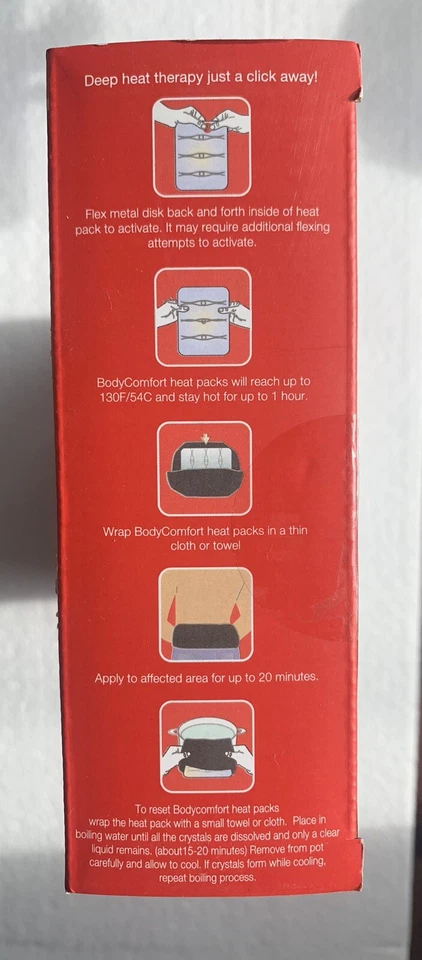 Deep heat therapy just a click away!
Flex metal disk back and forth inside of heat
pack to activate. It may require additional flexing
attempts to activate.
BodyComfort heat packs will reach up to
130F/54C and stay hot for up to 1 hour.
Wrap BodyComfort heat packs in a thin
cloth or towel
Apply to affected area for up to 20 minutes.
To reset Bodycomfort heat packs
wrap the heat pack with a small towel or cloth. Place in
boiling water until all the crystals are dissolved and only a clear
liquid remains. (about15-20 minutes) Remove from pot
carefully and allow to cool. If crystals form while cooling,
repeat boiling process.